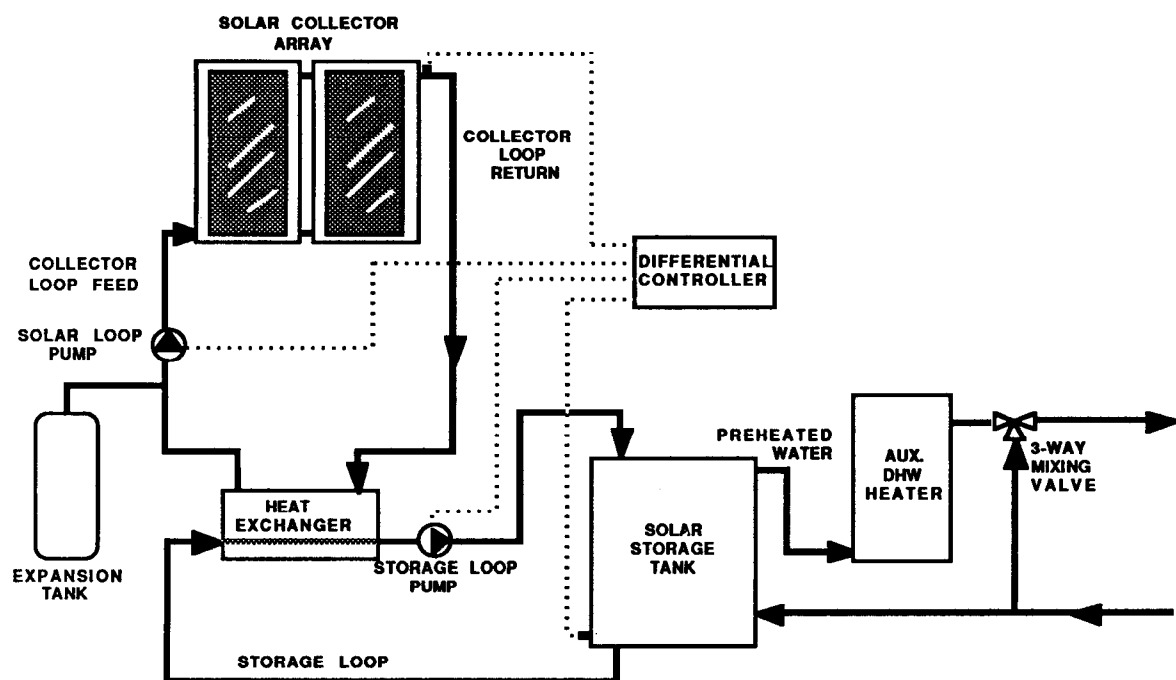 SOLAR COLLECTOR
ARRAY
COLLECTOR
LOOP
RETURN
COLLECTOR
LOOP FEED
DIFFERENTIAL
CONTROLLER
SOLAR LOOP
PUMP
PREHEATED
WATER
AUX.
DHW
HEATER
3-WAY
MIXING
VALVE
HEAT
EXCHANGER
SOLAR
STORAGE
TANK
STORAGE LOOP
PUMP
EXPANSION
TANK
STORAGE LOOP